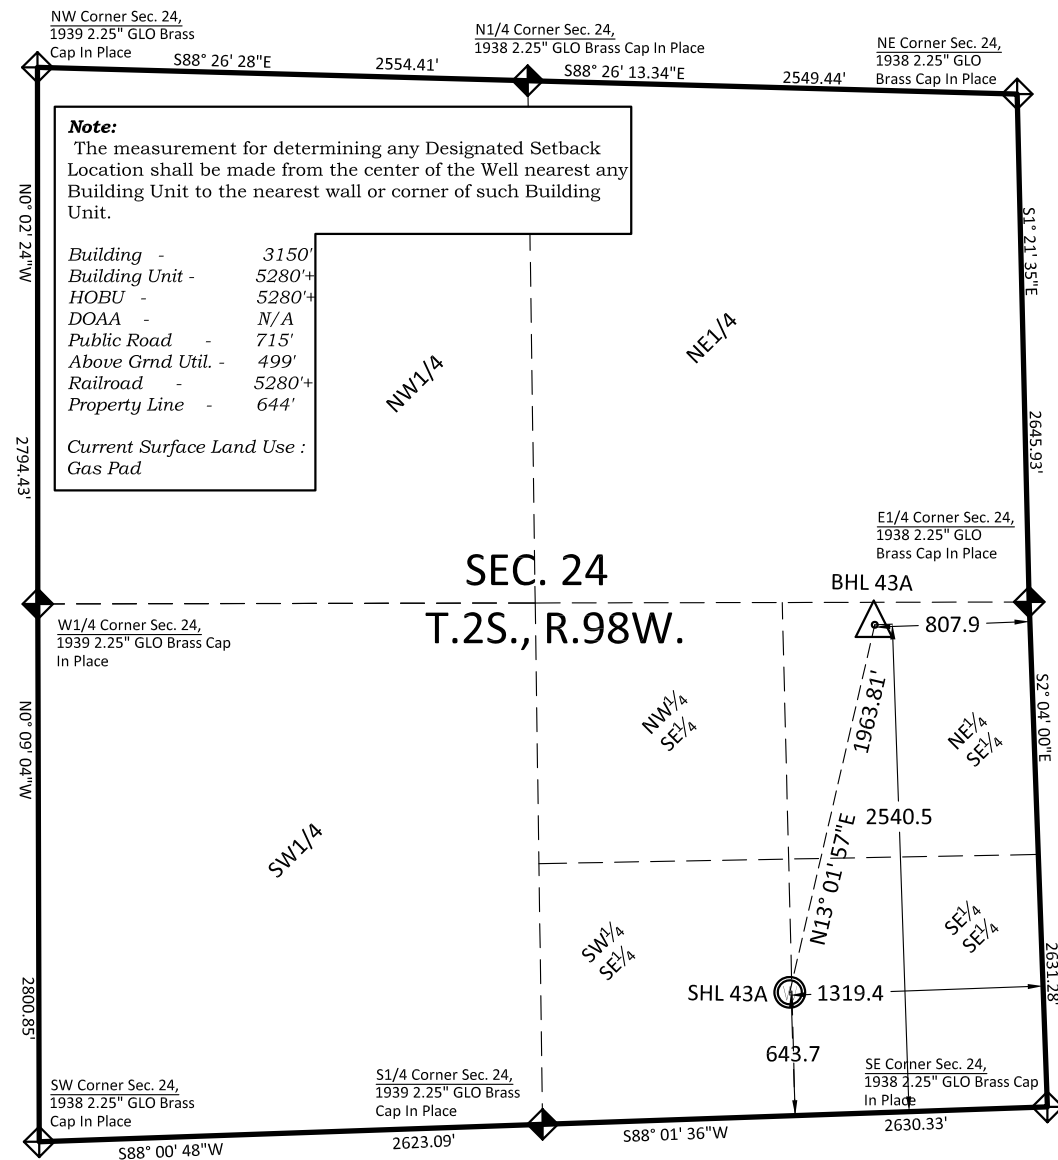 NW Corner Sec. 24,
1939 2.25" GLO Brass
Cap In Place
N1/4 Corner Sec. 24,
1938 2.25" GLO Brass Cap In Place
NE Corner Sec. 24,
1938 2.25" GLO
Brass Cap In Place
S88° 26' 28"E
2554.41'
S88° 26' 13.34"E
2549.44'
Note:
The measurement for determining any Designated Setback
Location shall be made from the center of the Well nearest any
Building Unit to the nearest wall or corner of such Building
Unit.
Building - 3150'
Building Unit - 5280'+
HOBU - 5280'+
DOAA - N/A
Public Road - 715'
Above Grnd Util. - 499'
Railroad - 5280'+
Property Line - 644'
Current Surface Land Use :
Gas Pad
N0° 02' 24"W
2794.43'
S1° 21' 35"E
2645.93'
NW1/4
NE1/4
E1/4 Corner Sec. 24,
1938 2.25" GLO
Brass Cap In Place
SEC. 24
T.2S., R.98W.
BHL 43A
807.9
W1/4 Corner Sec. 24,
1939 2.25" GLO Brass Cap
In Place
N0° 09' 04"W
2800.85'
S2° 04' 00"E
2631.28'
NW1/4
SE1/4
NE1/4
SE1/4
1963.81'
N13° 01' 57"E
2540.5
SW1/4
SW1/4
SE1/4
SE1/4
SE1/4
SHL 43A
1319.4
643.7
SW Corner Sec. 24,
1938 2.25" GLO Brass
Cap In Place
S1/4 Corner Sec. 24,
1939 2.25" GLO Brass
Cap In Place
SE Corner Sec. 24,
1938 2.25" GLO Brass Cap
In Place
S88° 00' 48"W
2623.09'
S88° 01' 36"W
2630.33'